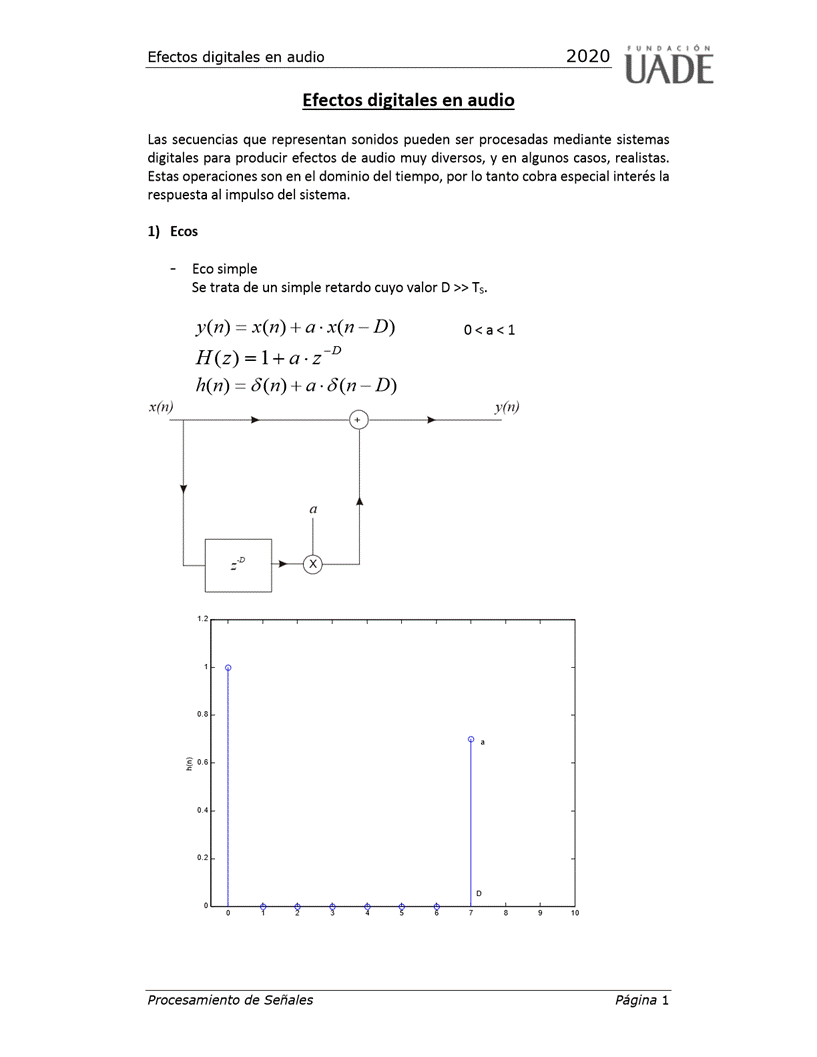 Efectos digitales en audio 2020 FUNDACIÓN UADE
Efectos digitales en audio
Las secuencias que representan sonidos pueden ser procesadas mediante sistemas
digitales para producir efectos de audio muy diversos, y en algunos casos, realistas.
Estas operaciones son en el dominio del tiempo, por lo tanto cobra especial interés la
respuesta al impulso del sistema.
1) Ecos
- Eco simple
Se trata de un simple retardo cuyo valor D >> T_S.
y(n) = x(n) + a · x(n − D) 0 < a < 1
H(z) = 1 + a · z^{−D}
h(n) = δ(n) + a · δ(n − D)
x(n) y(n)
+
a
z^{-D} X
1.2
1
0.8
a
h(n) 0.6
0.4
0.2
D
0
0 1 2 3 4 5 6 7 8 9 10
Procesamiento de Señales Página 1